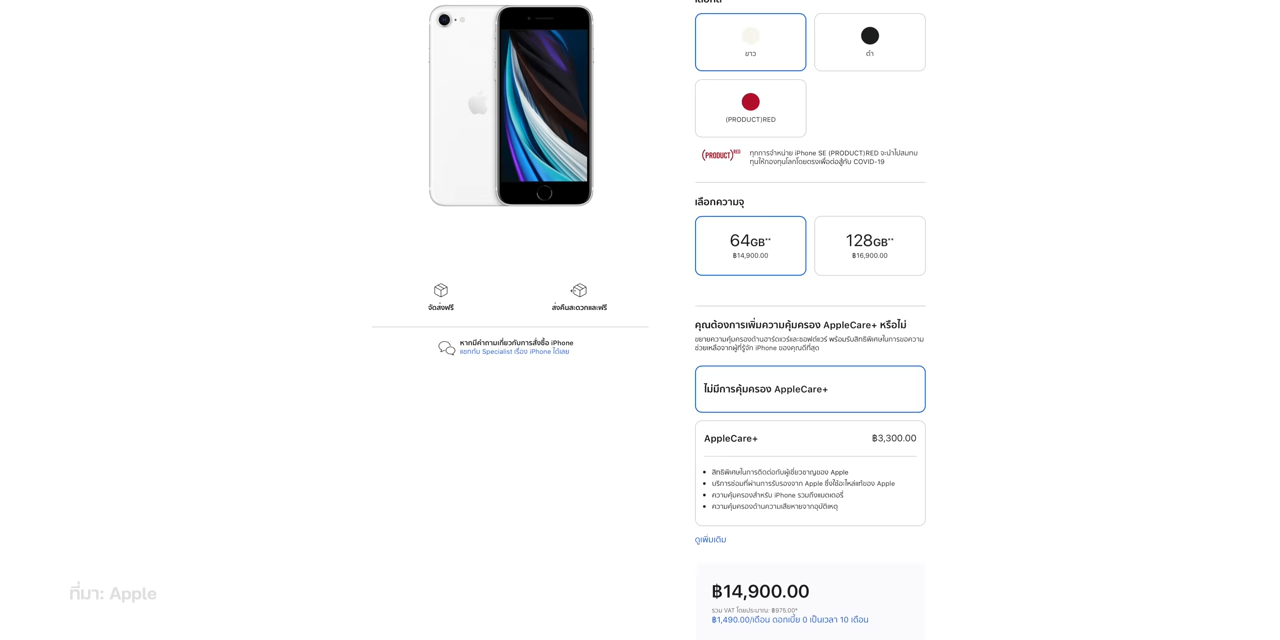 เลือกสี
ขาว
ดำ
(PRODUCT)RED
(PRODUCT)RED
ทุกการจำหน่าย iPhone SE (PRODUCT)RED จะนำไปสมทบ
ทุนให้กองทุนโลกโดยตรงเพื่อต่อสู้กับ COVID-19
เลือกความจุ
64GB**
฿14,900.00
128GB**
฿16,900.00
จัดส่งฟรี
ส่งคืนสะดวกและฟรี
หากมีคำถามเกี่ยวกับการสั่งซื้อ iPhone
แชทกับ Specialist เรื่อง iPhone ได้เลย
คุณต้องการเพิ่มความคุ้มครอง AppleCare+ หรือไม่
ขยายความคุ้มครองด้านฮาร์ดแวร์และซอฟต์แวร์ พร้อมรับสิทธิพิเศษในการขอความ
ช่วยเหลือจากผู้ที่รู้จัก iPhone ของคุณดีที่สุด
ไม่มีการคุ้มครอง AppleCare+
AppleCare+
฿3,300.00
สิทธิพิเศษในการติดต่อกับผู้เชี่ยวชาญของ Apple
บริการซ่อมที่ผ่านการรับรองจาก Apple ซึ่งใช้อะไหล่แท้ของ Apple
ความคุ้มครองสำหรับ iPhone รวมถึงแบตเตอรี่
ความคุ้มครองด้านความเสียหายจากอุบัติเหตุ
ดูเพิ่มเติม
฿14,900.00
รวม VAT โดยประมาณ: ฿975.00*
฿1,490.00/เดือน ดอกเบี้ย 0 เป็นเวลา 10 เดือน
ที่มา: Apple